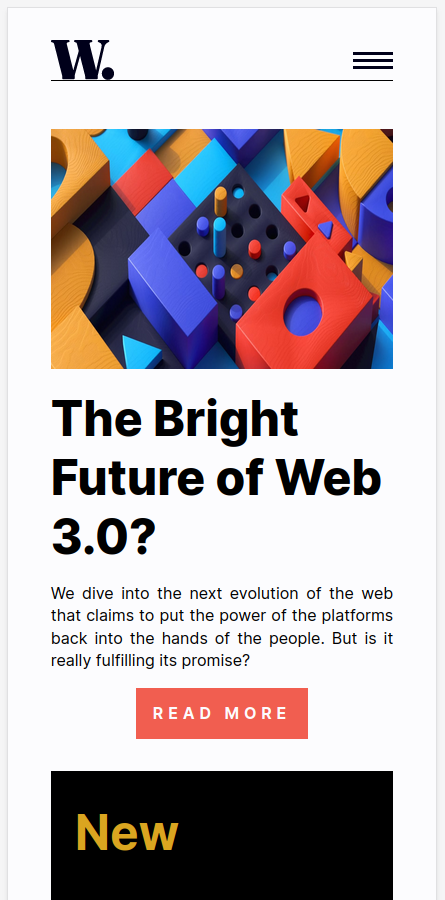 W.
The Bright
Future of Web
3.0?
We dive into the next evolution of the web
that claims to put the power of the platforms
back into the hands of the people. But is it
really fulfilling its promise?
READ MORE
New